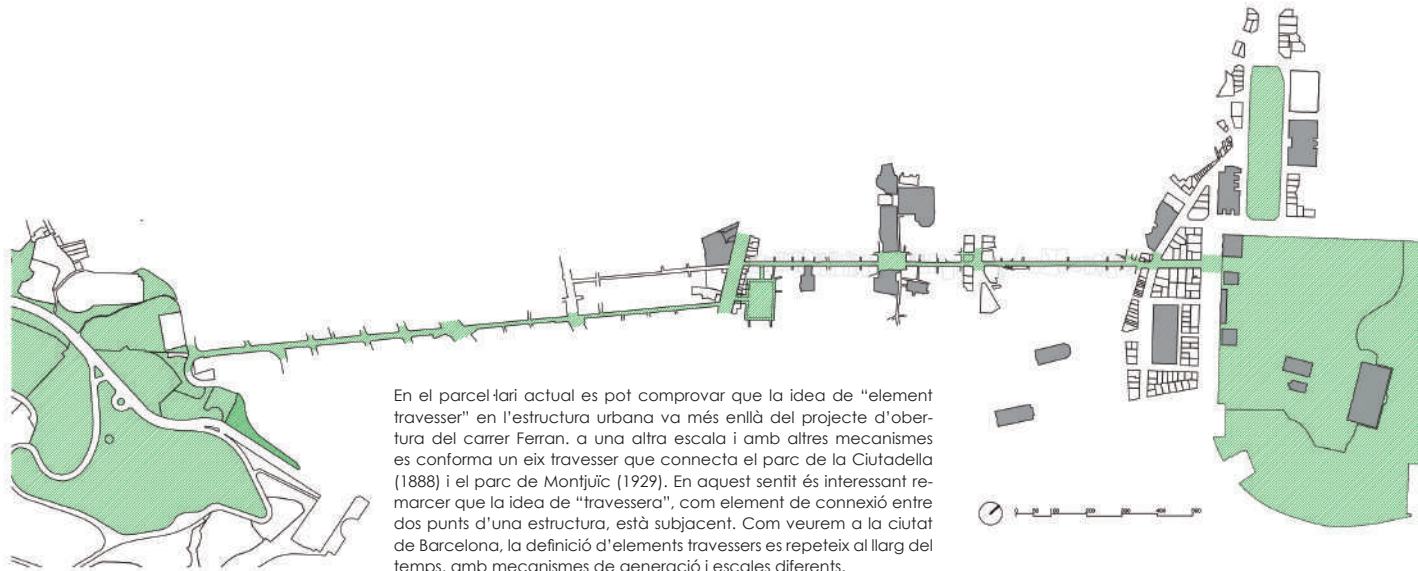 En el parcel·lari actual es pot comprovar que la idea de “element
travesser” en l’estructura urbana va més enllà del projecte d’ober-
tura del carrer Ferran. a una altra escala i amb altres mecanismes
es conforma un eix travesser que connecta el parc de la Ciutadella
(1888) i el parc de Montjuïc (1929). En aquest sentit és interessant re-
marcer que la idea de “travessera”, com element de connexió entre
dos punts d’una estructura, està subjacent. Com veurem a la ciutat
de Barcelona, la definició d’elements travessers es repeteix al llarg del
temps, amb mecanismes de generació i escales diferents.